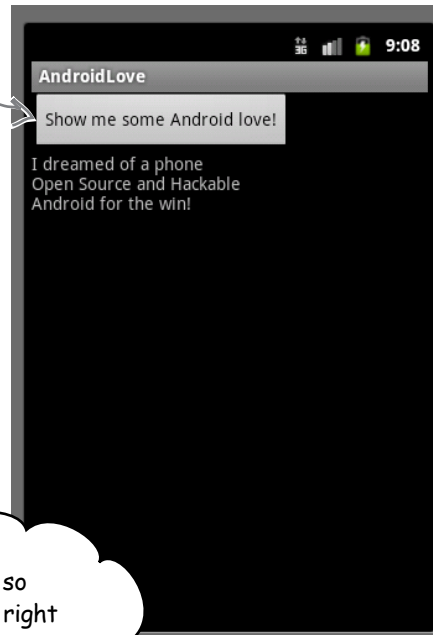 3G 9:08
AndroidLove
Show me some Android love!
I dreamed of a phone
Open Source and Hackable
Android for the win!
so
right